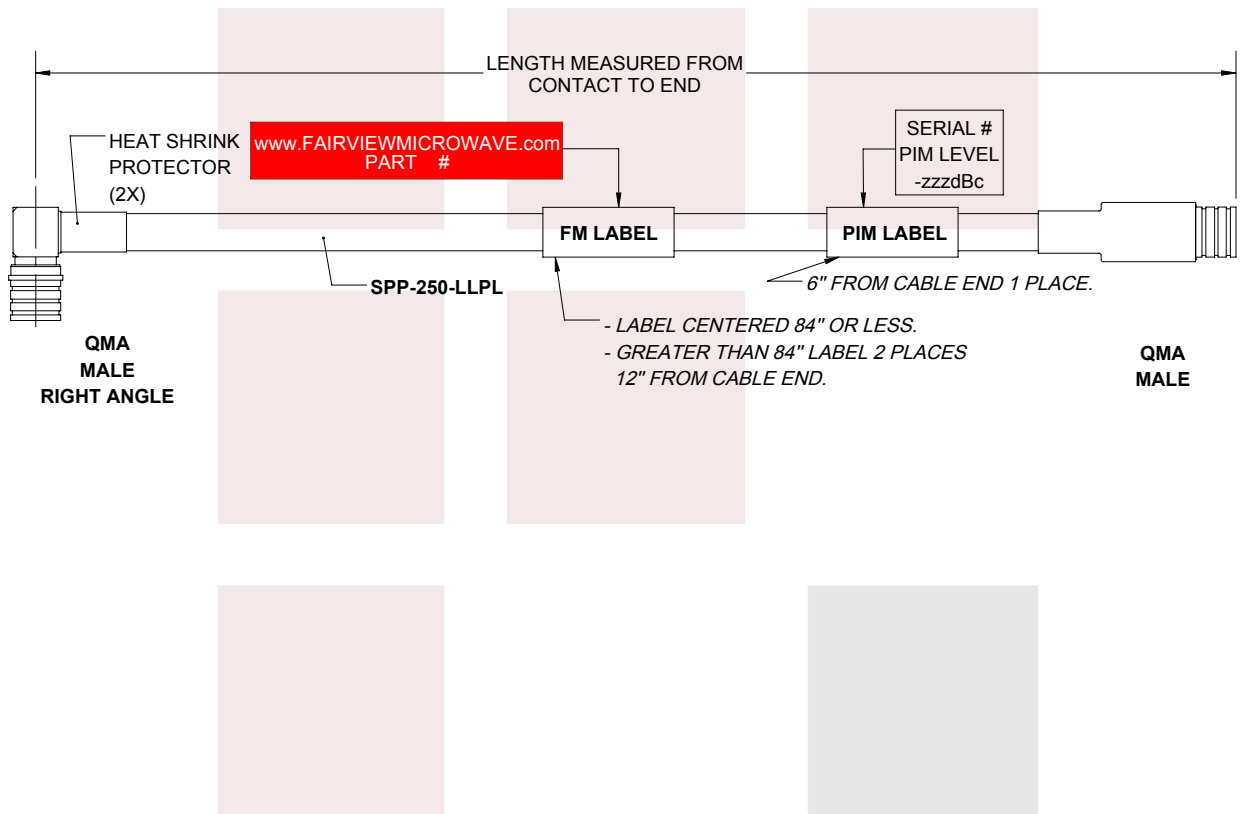 LENGTH MEASURED FROM
CONTACT TO END
HEAT SHRINK
PROTECTOR
(2X)
www.FAIRVIEWMICROWAVE.com
PART #
SERIAL #
PIM LEVEL
-zzzdBc
FM LABEL
PIM LABEL
SPP-250-LLPL
6" FROM CABLE END 1 PLACE.
- LABEL CENTERED 84" OR LESS.
- GREATER THAN 84" LABEL 2 PLACES
12" FROM CABLE END.
QMA
MALE
RIGHT ANGLE
QMA
MALE